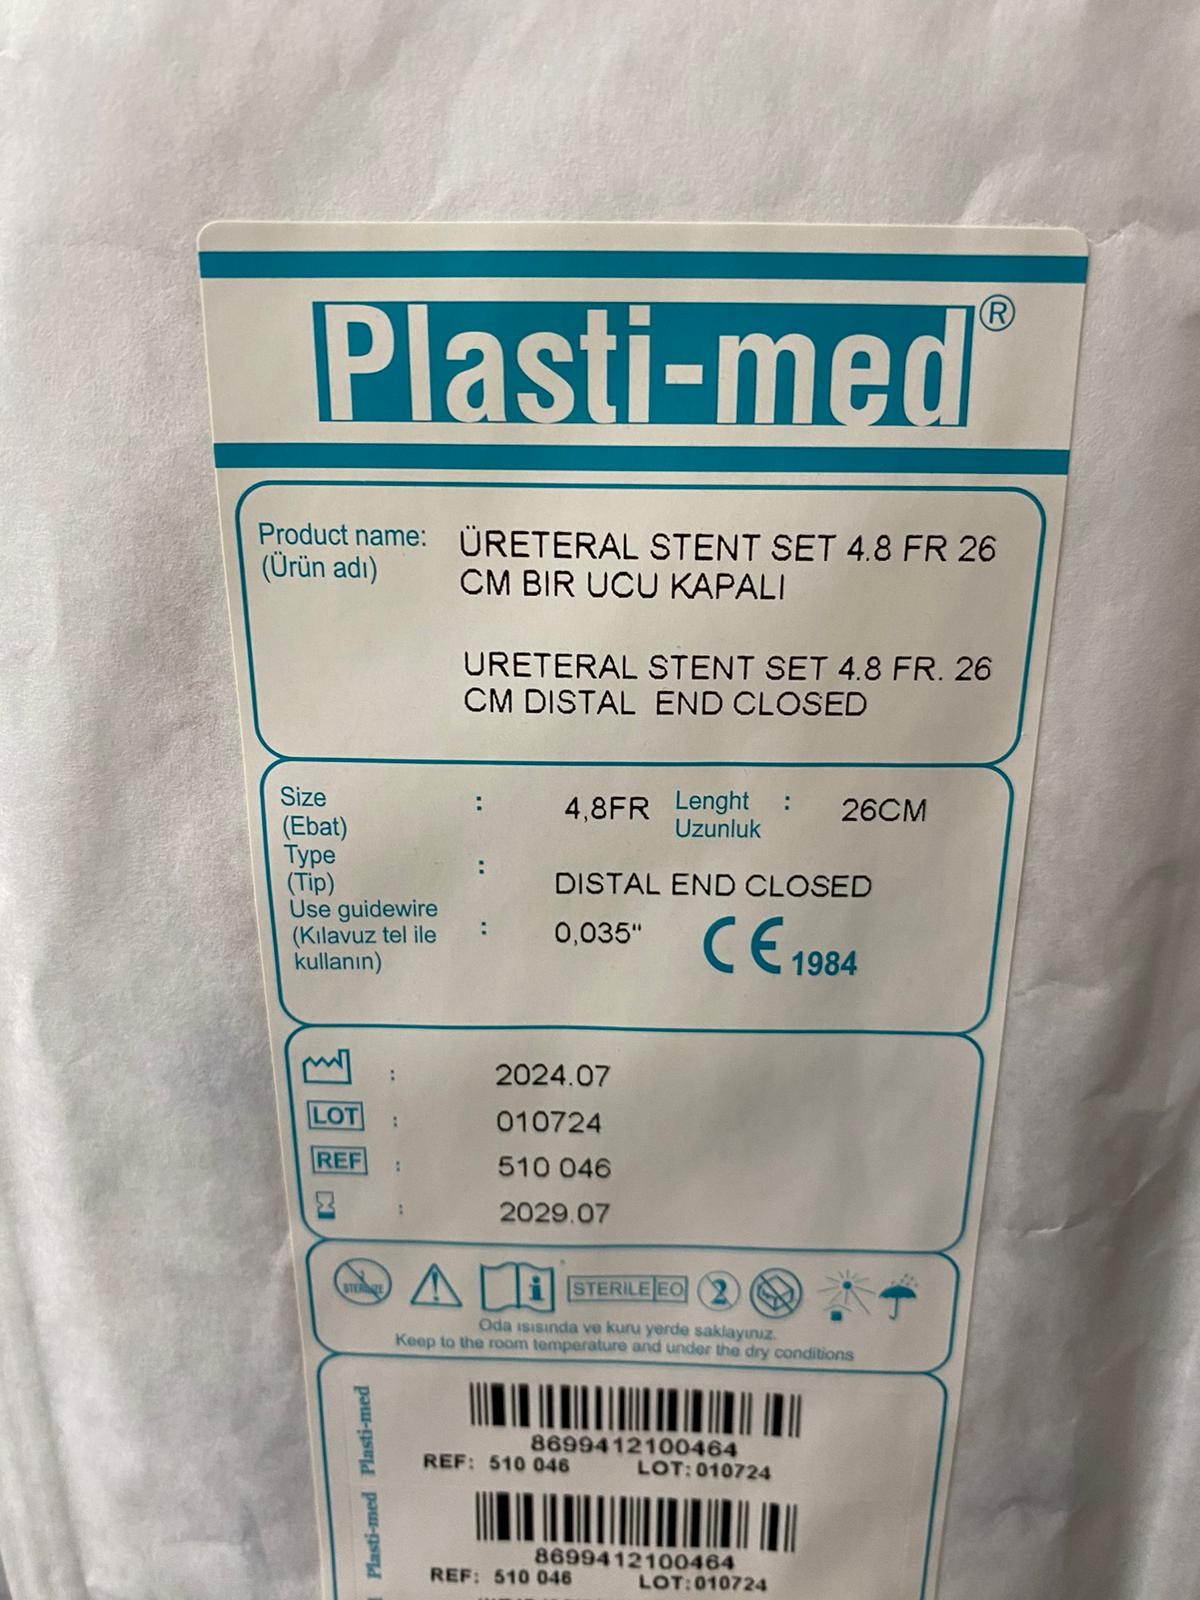 Plasti-med®
Product name: ÜRETERAL STENT SET 4.8 FR 26
(Ürün adı) CM BIR UCU KAPALI
URETERAL STENT SET 4.8 FR. 26
CM DISTAL END CLOSED
Size : 4,8FR Lenght : 26CM
(Ebat) Uzunluk
Type :
(Tip) DISTAL END CLOSED
Use guidewire
(Kılavuz tel ile : 0,035" CE 1984
kullanın)
: 2024.07
LOT : 010724
REF : 510 046
: 2029.07
STERILIZE STERILE EO 2
Oda ısısında ve kuru yerde saklayınız.
Keep to the room temperature and under the dry conditions
Plasti-med
8699412100464
REF: 510 046 LOT:010724
Plasti-med
8699412100464
REF: 510 046 LOT:010724